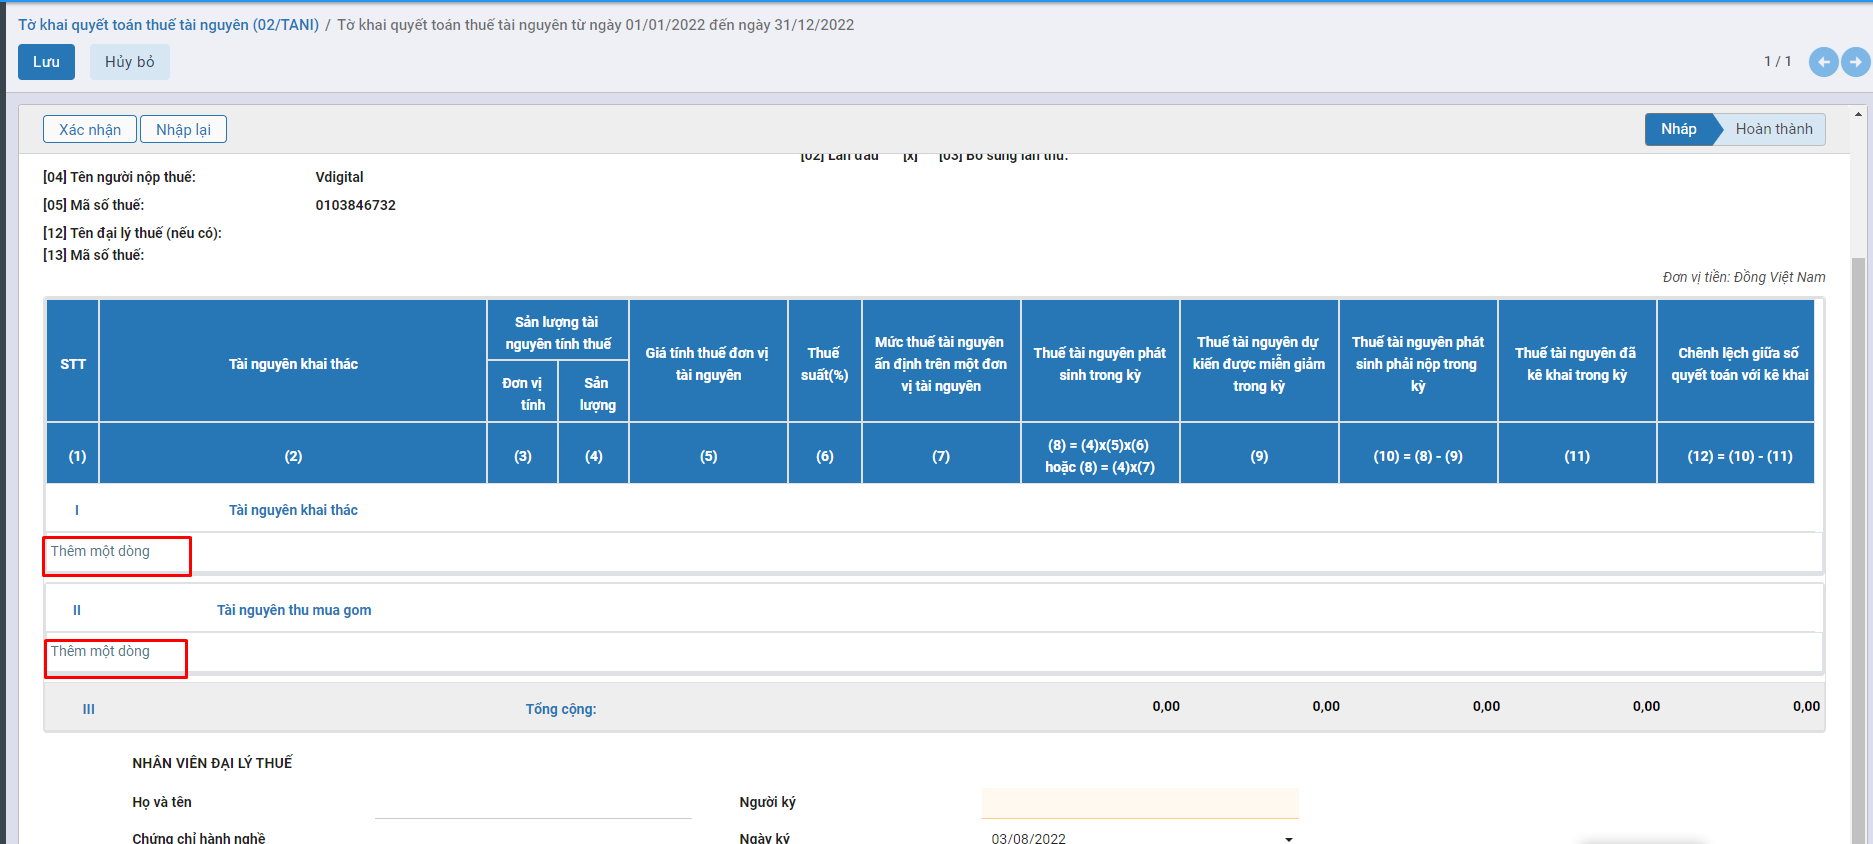 Tờ khai quyết toán thuế tài nguyên (02/TANI) / Tờ khai quyết toán thuế tài nguyên từ ngày 01/01/2022 đến ngày 31/12/2022
Lưu
Hủy bỏ
1 / 1
Xác nhận
Nhập lại
Nháp
Hoàn thành
[02] Lần đầu [x] [03] Bổ sung lần thứ:
[04] Tên người nộp thuế: Vdigital
[05] Mã số thuế: 0103846732
[12] Tên đại lý thuế (nếu có):
[13] Mã số thuế:
Đơn vị tiền: Đồng Việt Nam
STT
Tài nguyên khai thác
Sản lượng tài
nguyên tính thuế
Đơn vị
tính
Sản
lượng
Giá tính thuế đơn vị
tài nguyên
Thuế
suất(%)
Mức thuế tài nguyên
ấn định trên một đơn
vị tài nguyên
Thuế tài nguyên phát
sinh trong kỳ
Thuế tài nguyên dự
kiến được miễn giảm
trong kỳ
Thuế tài nguyên phát
sinh phải nộp trong
kỳ
Thuế tài nguyên đã
kê khai trong kỳ
Chênh lệch giữa số
quyết toán với kê khai
(1)
(2)
(3)
(4)
(5)
(6)
(7)
(8) = (4)x(5)x(6)
hoặc (8) = (4)x(7)
(9)
(10) = (8) - (9)
(11)
(12) = (10) - (11)
I Tài nguyên khai thác
Thêm một dòng
II Tài nguyên thu mua gom
Thêm một dòng
III Tổng cộng: 0,00 0,00 0,00 0,00 0,00
NHÂN VIÊN ĐẠI LÝ THUẾ
Họ và tên
Người ký
Chứng chỉ hành nghề
Ngày ký 03/08/2022